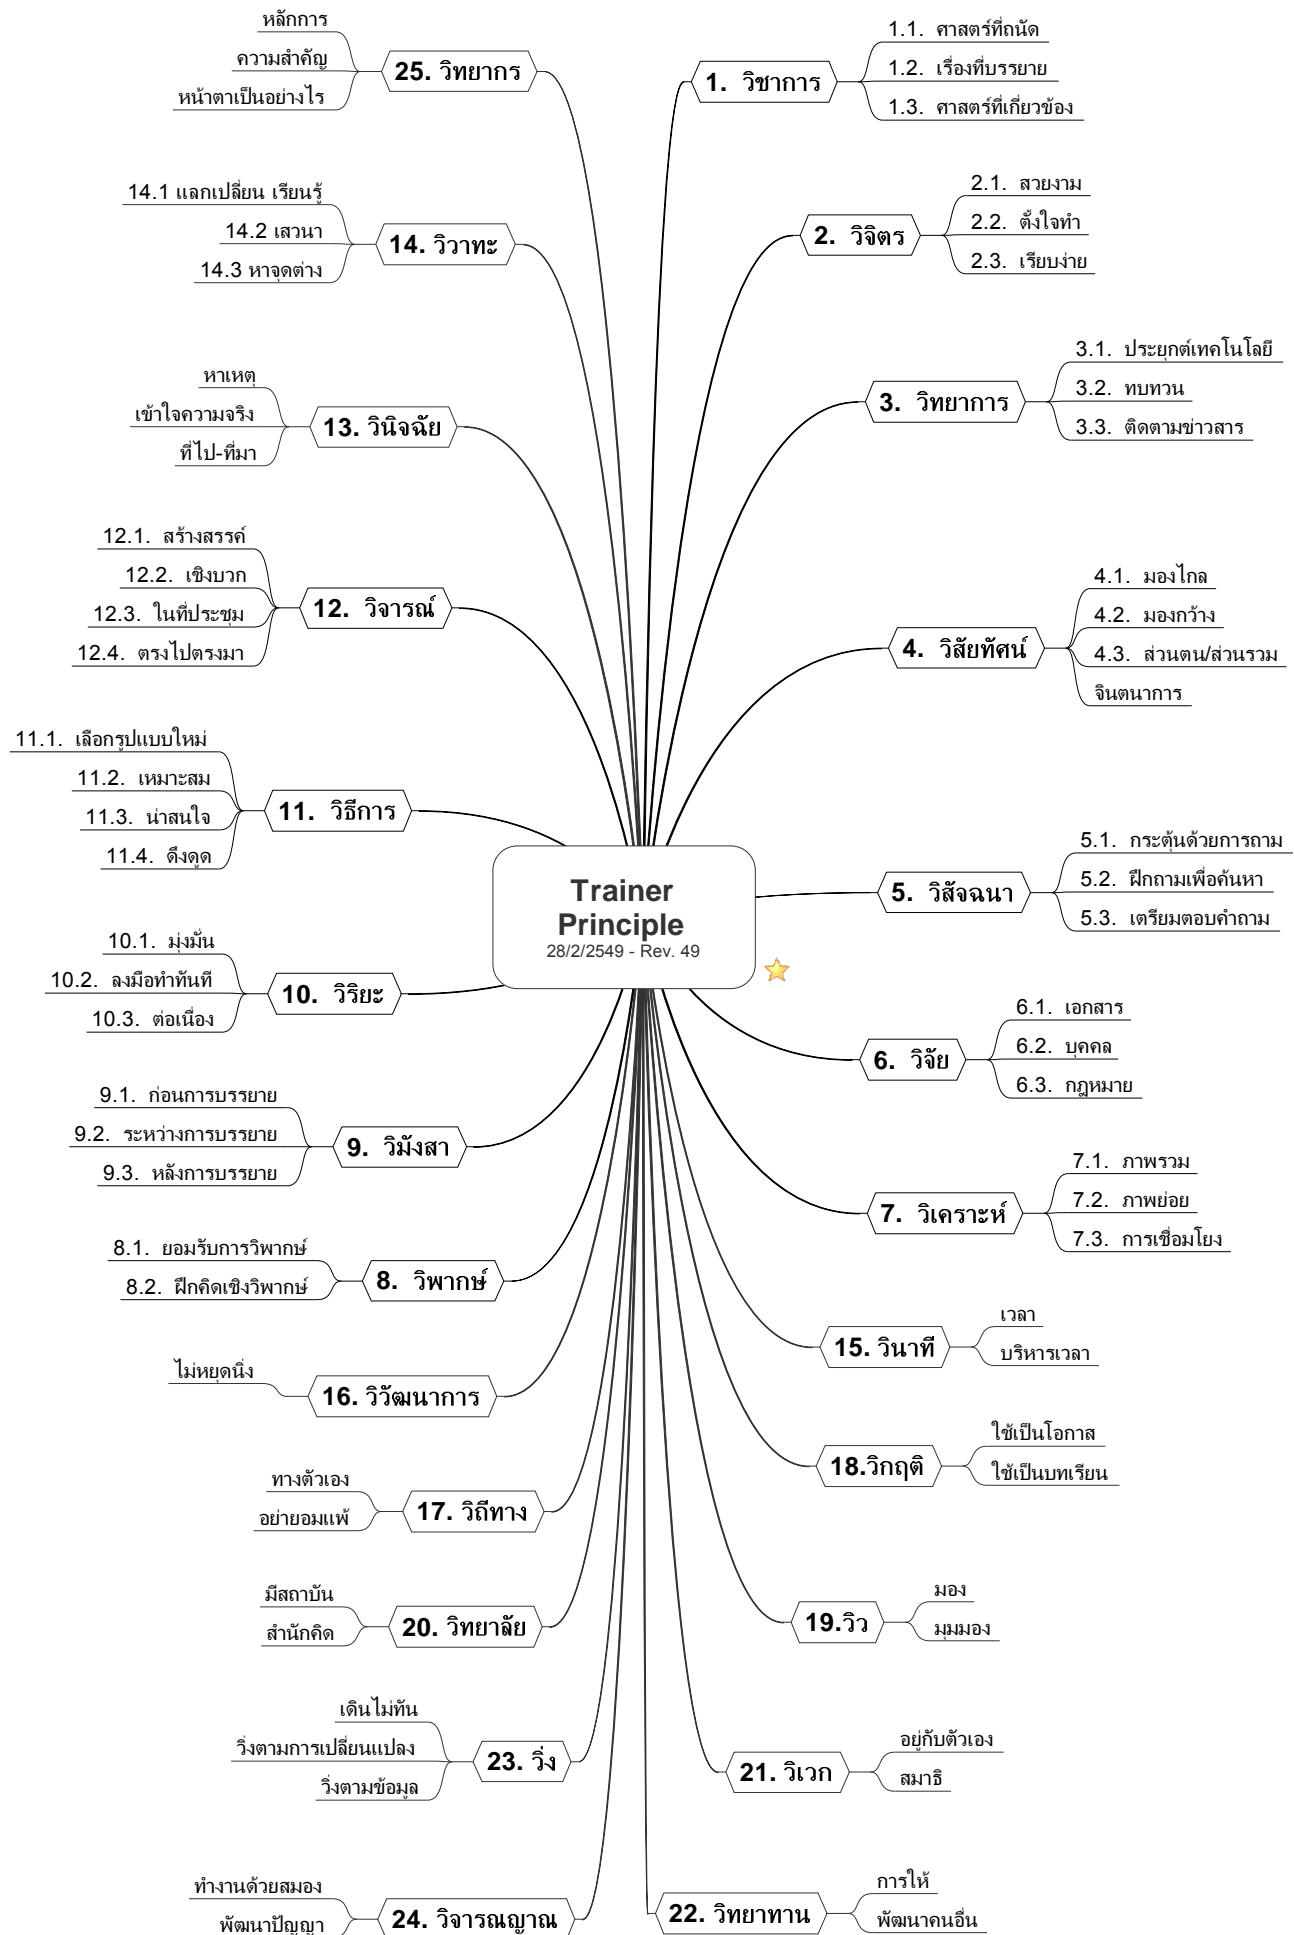 Trainer
Principle
28/2/2549 - Rev. 49
1. วิชาการ
1.1. ศาสตร์ที่ถนัด
1.2. เรื่องที่บรรยาย
1.3. ศาสตร์ที่เกี่ยวข้อง
2. วิจิตร
2.1. สวยงาม
2.2. ตั้งใจทำ
2.3. เรียบง่าย
3. วิทยาการ
3.1. ประยุกต์เทคโนโลยี
3.2. ทบทวน
3.3. ติดตามข่าวสาร
4. วิสัยทัศน์
4.1. มองไกล
4.2. มองกว้าง
4.3. ส่วนตน/ส่วนรวม
จินตนาการ
5. วิสัจฉนา
5.1. กระตุ้นด้วยการถาม
5.2. ฝึกถามเพื่อค้นหา
5.3. เตรียมตอบคำถาม
6. วิจัย
6.1. เอกสาร
6.2. บุคคล
6.3. กฎหมาย
7. วิเคราะห์
7.1. ภาพรวม
7.2. ภาพย่อย
7.3. การเชื่อมโยง
15. วินาที
เวลา
บริหารเวลา
18.วิกฤติ
ใช้เป็นโอกาส
ใช้เป็นบทเรียน
19.วิว
มอง
มุมมอง
21. วิเวก
อยู่กับตัวเอง
สมาธิ
22. วิทยาทาน
การให้
พัฒนาคนอื่น
25. วิทยากร
หลักการ
ความสำคัญ
หน้าตาเป็นอย่างไร
14. วิวาทะ
14.1 แลกเปลี่ยน เรียนรู้
14.2 เสวนา
14.3 หาจุดต่าง
13. วินิจฉัย
หาเหตุ
เข้าใจความจริง
ที่ไป-ที่มา
12. วิจารณ์
12.1. สร้างสรรค์
12.2. เชิงบวก
12.3. ในที่ประชุม
12.4. ตรงไปตรงมา
11. วิธีการ
11.1. เลือกรูปแบบใหม่
11.2. เหมาะสม
11.3. น่าสนใจ
11.4. ดึงดูด
10. วิริยะ
10.1. มุ่งมั่น
10.2. ลงมือทำทันที
10.3. ต่อเนื่อง
9. วิมังสา
9.1. ก่อนการบรรยาย
9.2. ระหว่างการบรรยาย
9.3. หลังการบรรยาย
8. วิพากษ์
8.1. ยอมรับการวิพากษ์
8.2. ฝึกคิดเชิงวิพากษ์
16. วิวัฒนาการ
ไม่หยุดนิ่ง
17. วิถีทาง
ทางตัวเอง
อย่ายอมแพ้
20. วิทยาลัย
มีสถาบัน
สำนักคิด
23. วิ่ง
เดินไม่ทัน
วิ่งตามการเปลี่ยนแปลง
วิ่งตามข้อมูล
24. วิจารณญาณ
ทำงานด้วยสมอง
พัฒนาปัญญา